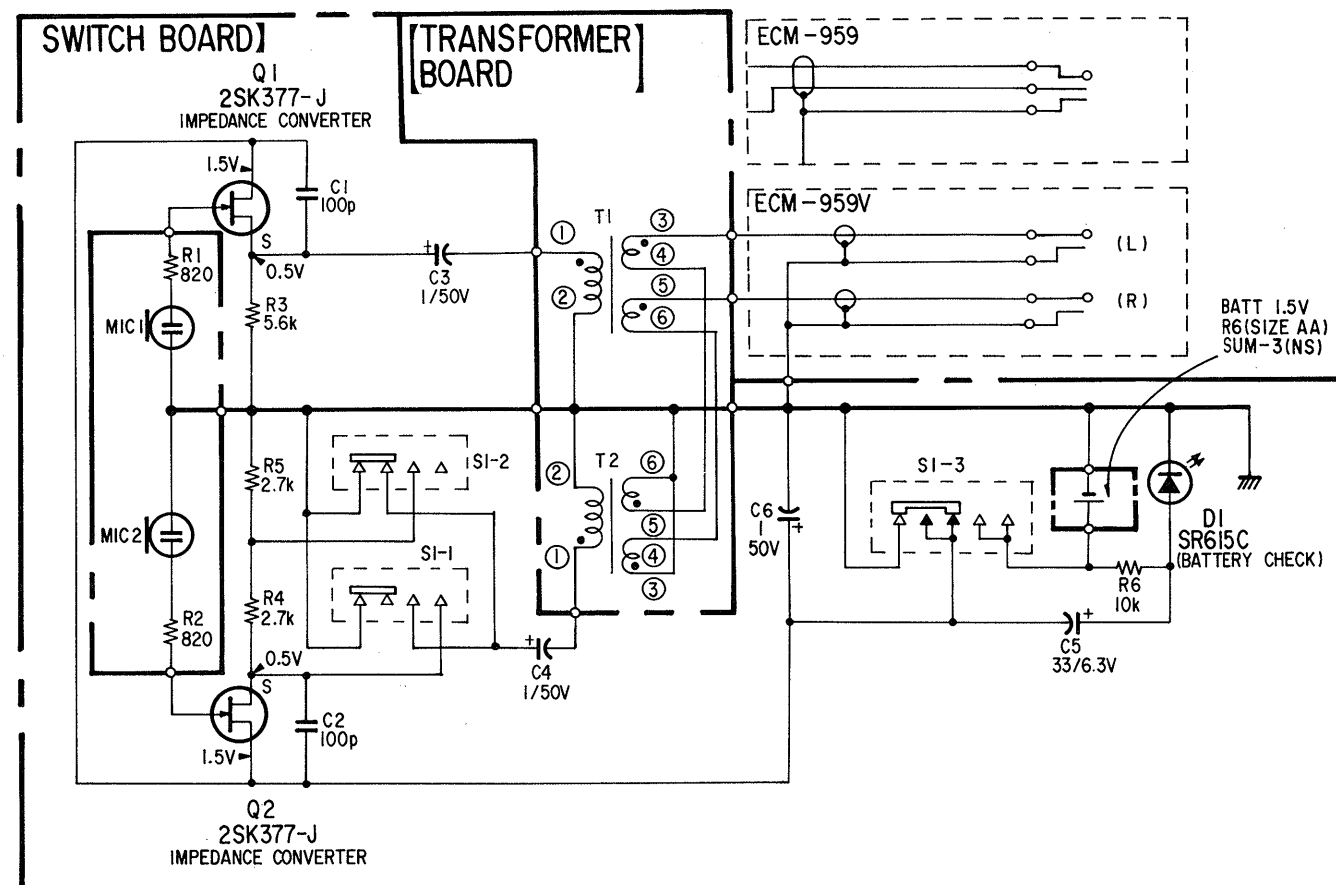 SWITCH BOARD】
【TRANSFORMER】
BOARD
ECM-959
Q1
2SK377-J
IMPEDANCE CONVERTER
1.5V
C1
100p
S
0.5V
R1
820
R3
5.6k
MIC1
C3
1/50V
+
T1
①
②
③
④
⑤
⑥
ECM-959V
(L)
(R)
BATT 1.5V
R6(SIZE AA)
SUM-3(NS)
R5
2.7k
S1-2
MIC2
S1-1
R4
2.7k
R2
820
0.5V
S
C2
100p
1.5V
+
C4
1/50V
T2
②
①
⑥
⑤
④
③
C6
1
50V
+
S1-3
D1
SR615C
(BATTERY CHECK)
R6
10k
+
C5
33/6.3V
Q2
2SK377-J
IMPEDANCE CONVERTER